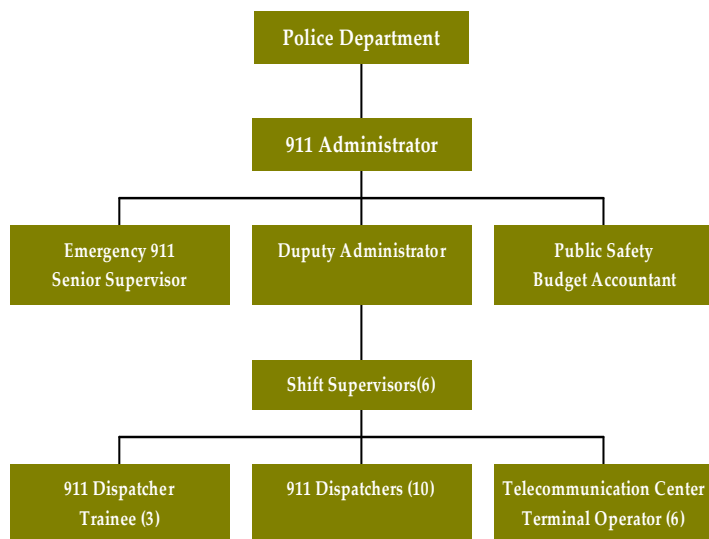 Police Department
911 Administrator
Emergency 911
Senior Supervisor
Duputy Administrator
Public Safety
Budget Accountant
Shift Supervisors(6)
911 Dispatcher
Trainee (3)
911 Dispatchers (10)
Telecommunication Center
Terminal Operator (6)